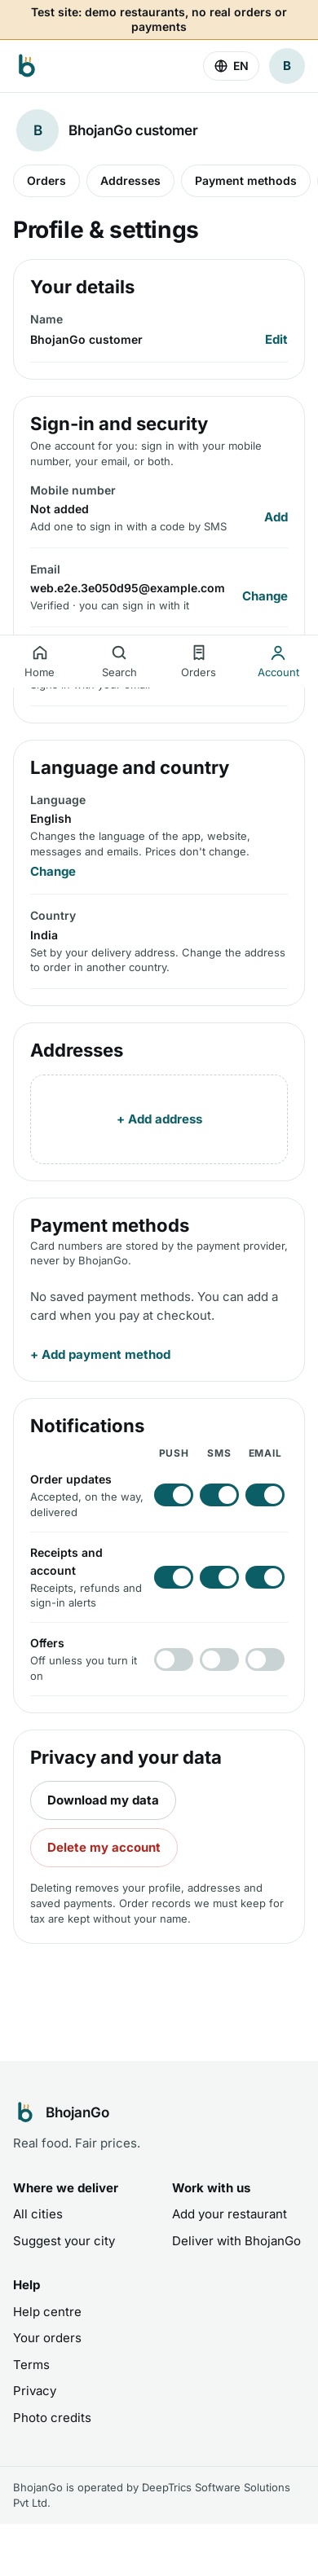 Test site: demo restaurants, no real orders or
payments
EN
B
B
BhojanGo customer
Orders
Addresses
Payment methods
Profile & settings
Your details
Name
BhojanGo customer
Edit
Sign-in and security
One account for you: sign in with your mobile
number, your email, or both.
Mobile number
Not added
Add one to sign in with a code by SMS
Add
Email
web.e2e.3e050d95@example.com
Verified · you can sign in with it
Change
Home
Search
Orders
Account
Language and country
Language
English
Changes the language of the app, website,
messages and emails. Prices don't change.
Change
Country
India
Set by your delivery address. Change the address
to order in another country.
Addresses
+ Add address
Payment methods
Card numbers are stored by the payment provider,
never by BhojanGo.
No saved payment methods. You can add a
card when you pay at checkout.
+ Add payment method
Notifications
PUSH SMS EMAIL
Order updates
Accepted, on the way,
delivered
Receipts and
account
Receipts, refunds and
sign-in alerts
Offers
Off unless you turn it
on
Privacy and your data
Download my data
Delete my account
Deleting removes your profile, addresses and
saved payments. Order records we must keep for
tax are kept without your name.
BhojanGo
Real food. Fair prices.
Where we deliver
All cities
Suggest your city
Work with us
Add your restaurant
Deliver with BhojanGo
Help
Help centre
Your orders
Terms
Privacy
Photo credits
BhojanGo is operated by DeepTrics Software Solutions
Pvt Ltd.